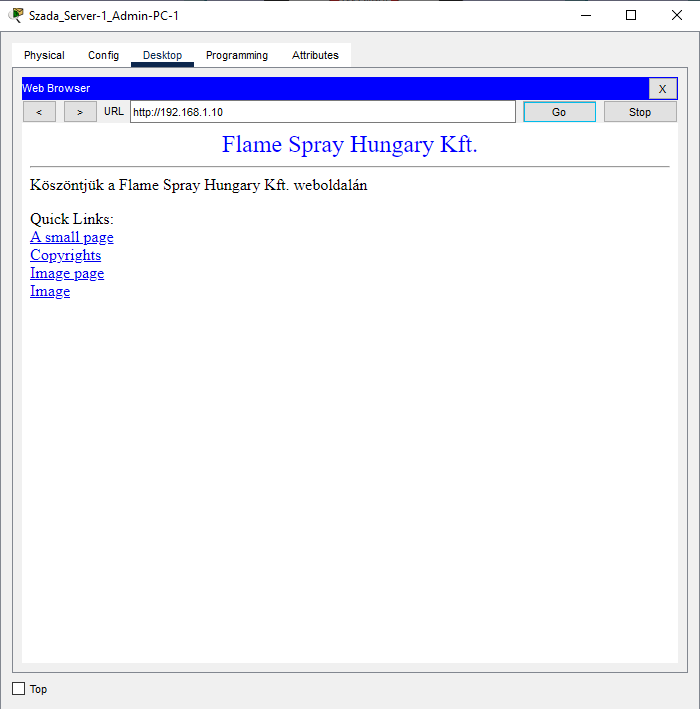 Szada_Server-1_Admin-PC-1
Physical Config Desktop Programming Attributes
Web Browser X
< > URL http://192.168.1.10 Go Stop
Flame Spray Hungary Kft.
Köszöntjük a Flame Spray Hungary Kft. weboldalán
Quick Links:
A small page
Copyrights
Image page
Image
Top